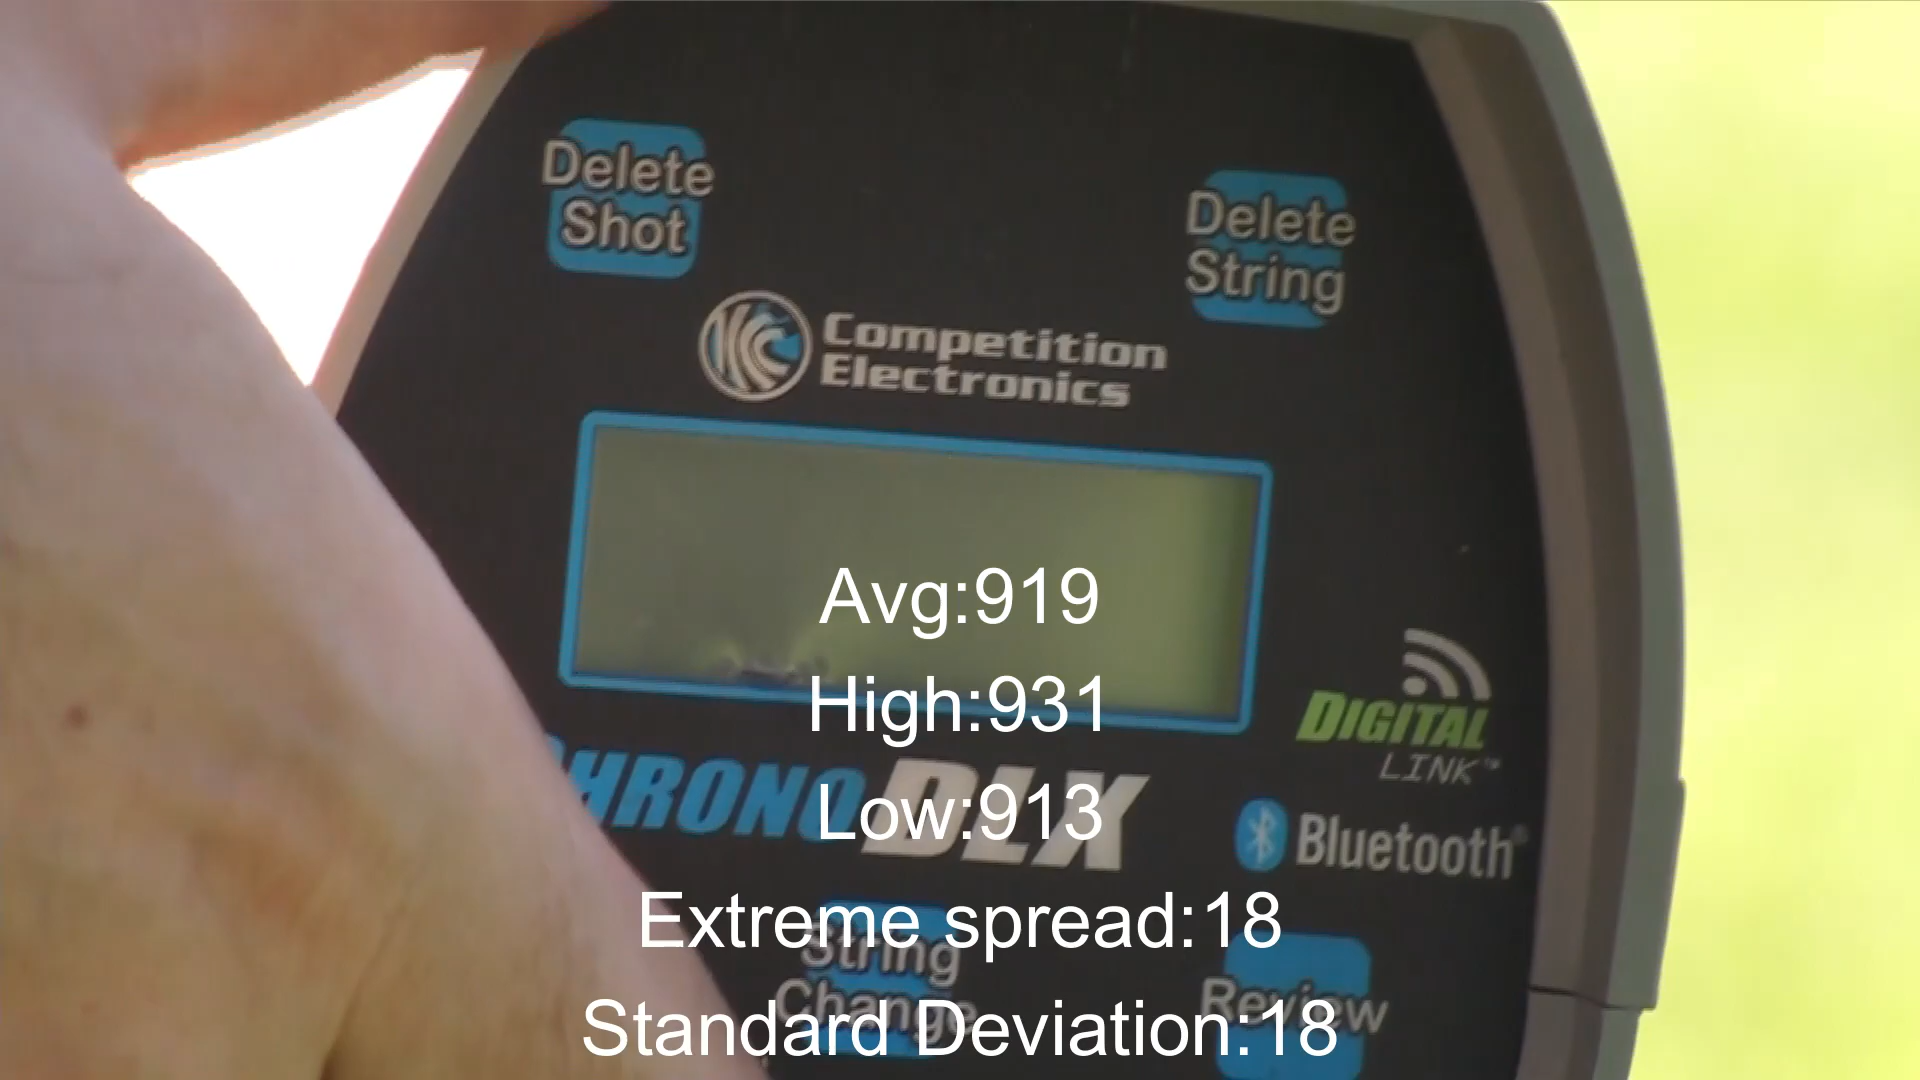 Delete
Shot
Delete
String
Competition
Electronics
Avg:919
High:931
DIGITAL
LINK™
Low:913
HRONO DLX
Bluetooth®
Extreme spread:18
String
Change
Review
Standard Deviation:18